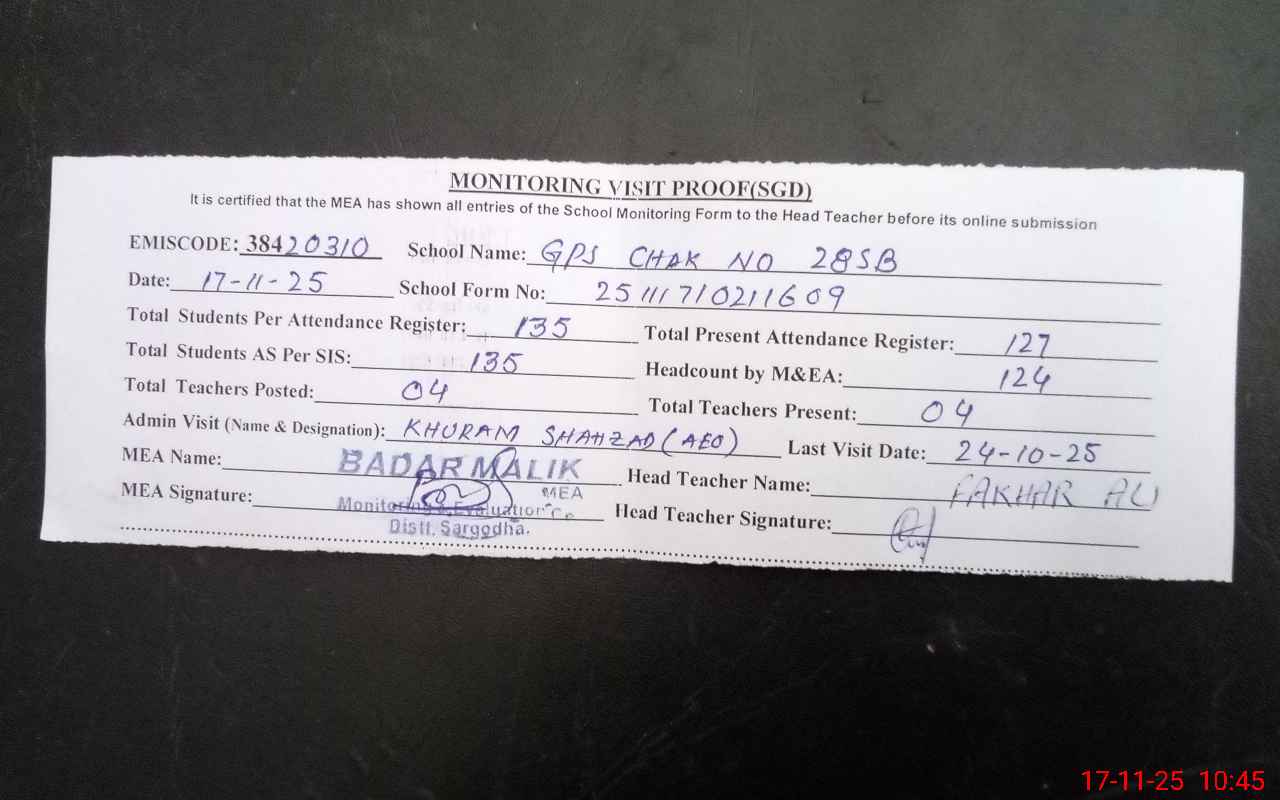 MONITORING VISIT PROOF(SGD)
It is certified that the MEA has shown all entries of the School Monitoring Form to the Head Teacher before its online submission
EMISCODE: 38420310 School Name: GPS CHAK NO 28SB
Date: 17-11-25 School Form No: 25111710211609
Total Students Per Attendance Register: 135 Total Present Attendance Register: 127
Total Students AS Per SIS: 135 Headcount by M&EA: 124
Total Teachers Posted: 04 Total Teachers Present: 04
Admin Visit (Name & Designation): KHURAM SHAHZAD (AEO) Last Visit Date: 24-10-25
MEA Name: BADAR MALIK Head Teacher Name: FAKHAR ALI
MEA
MEA Signature: Monitoring & Evaluation Head Teacher Signature:
Distt. Sargodha.
17-11-25 10:45